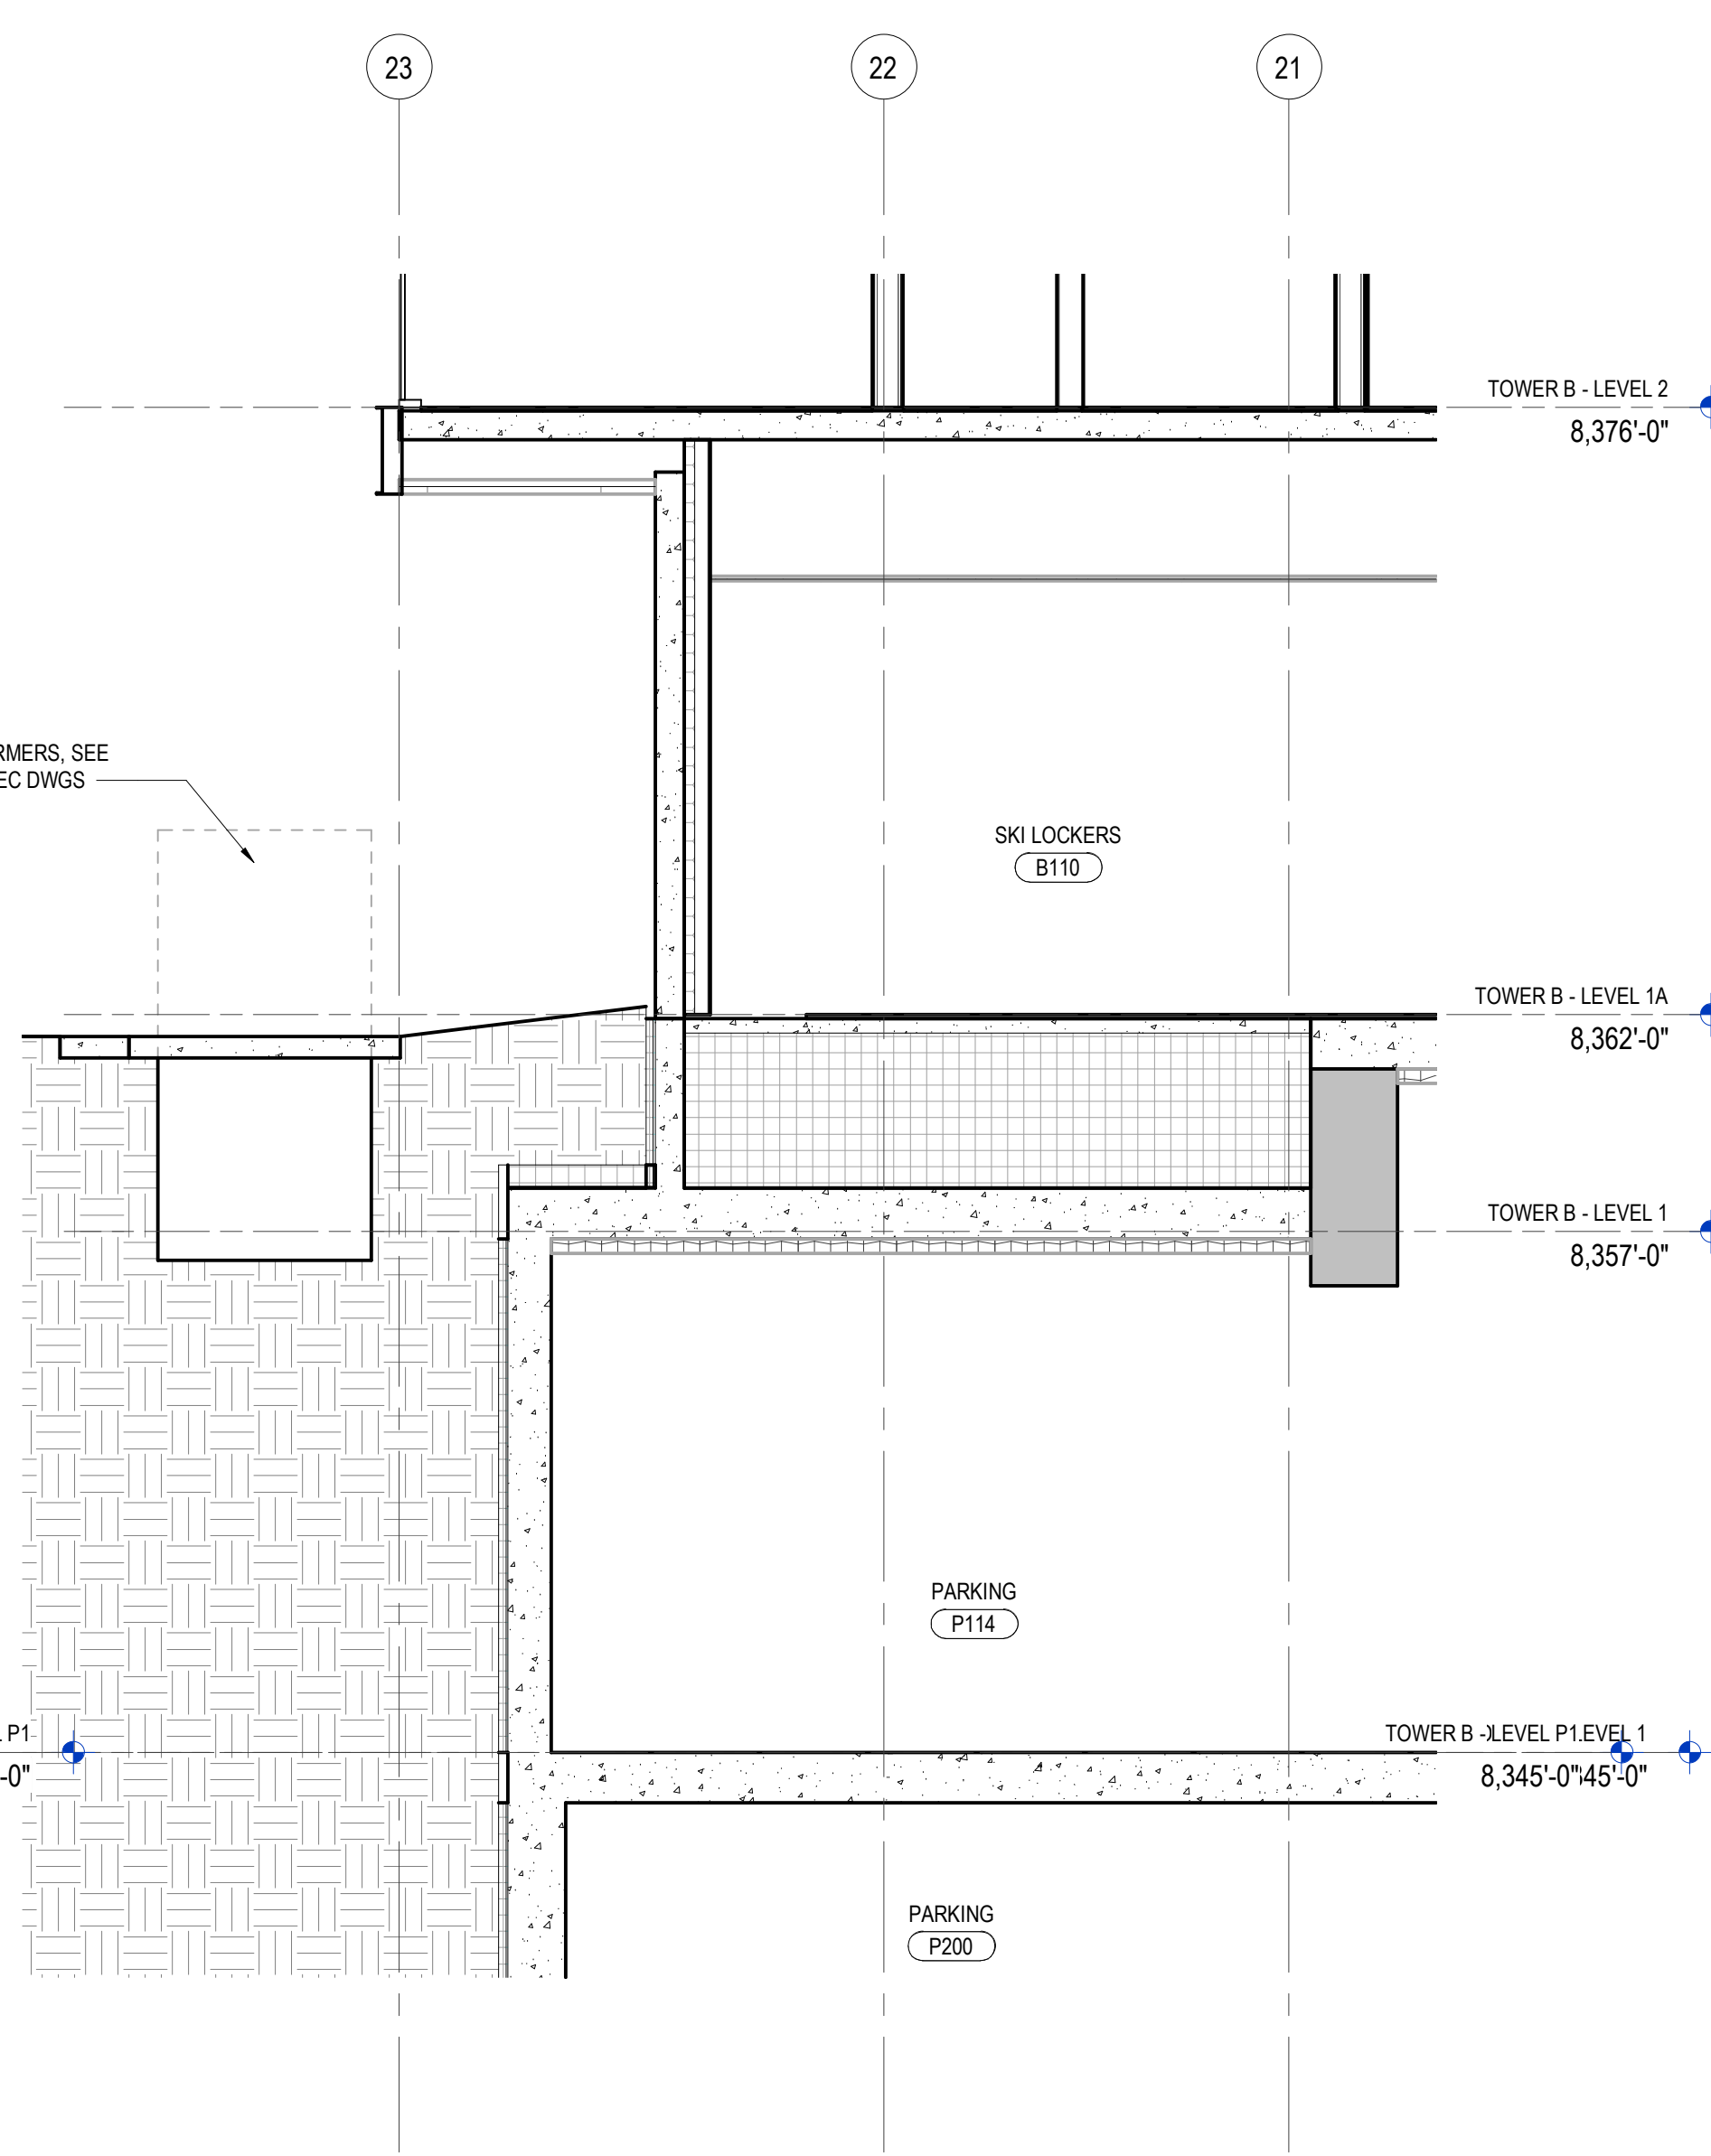 23
22
21
TOWER B - LEVEL 2
8,376'-0"
RMERS, SEE
EC DWGS
SKI LOCKERS
B110
TOWER B - LEVEL 1A
8,362'-0"
TOWER B - LEVEL 1
8,357'-0"
PARKING
P114
P1
-0"
TOWER B - LEVEL P1 LEVEL 1
8,345'-0" 45'-0"
PARKING
P200